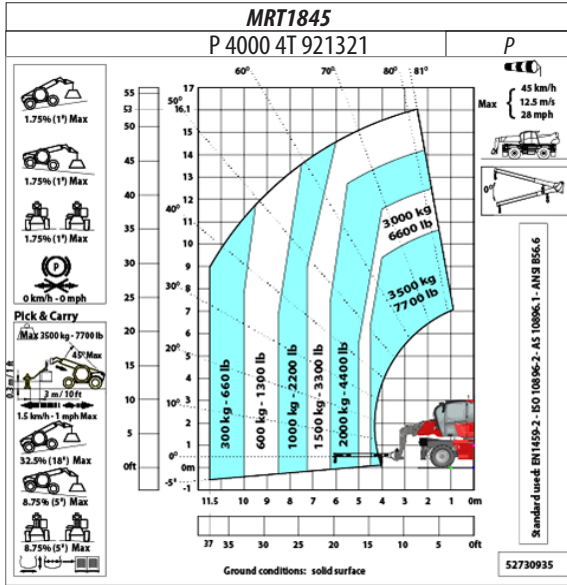 MRT1845
P 4000 4T 921321
P
1.75% (1°) Max
1.75% (1°) Max
1.75% (1°) Max
P
0 km/h - 0 mph
Pick & Carry
Max 3500 kg - 7700 lb
45° Max
0.3 m / 1 ft
3 m / 10 ft
1.5 km/h - 1 mph Max
32.5% (18°) Max
8.75% (5°) Max
8.75% (5°) Max
Max
45 km/h
12.5 m/s
28 mph
0°
Standard used: EN1459-2 - ISO 10896-2 - AS 10896.1 - ANSI B56.6
52730935
55
53
50
45
40
35
30
25
20
15
10
5
0ft
17
16.1
15
14
13
12
11
10
9
8
7
6
5
4
3
2
1
0m
-1
-5°
0°
10°
20°
30°
40°
50°
60°
70°
80°
81°
3000 kg
6600 lb
3500 kg
7700 lb
300 kg - 660 lb
600 kg - 1300 lb
1000 kg - 2200 lb
1500 kg - 3300 lb
2000 kg - 4400 lb
11.5 10 9 8 7 6 5 4 3 2 1 0m
37 35 30 25 20 15 10 5 0ft
Ground conditions: solid surface